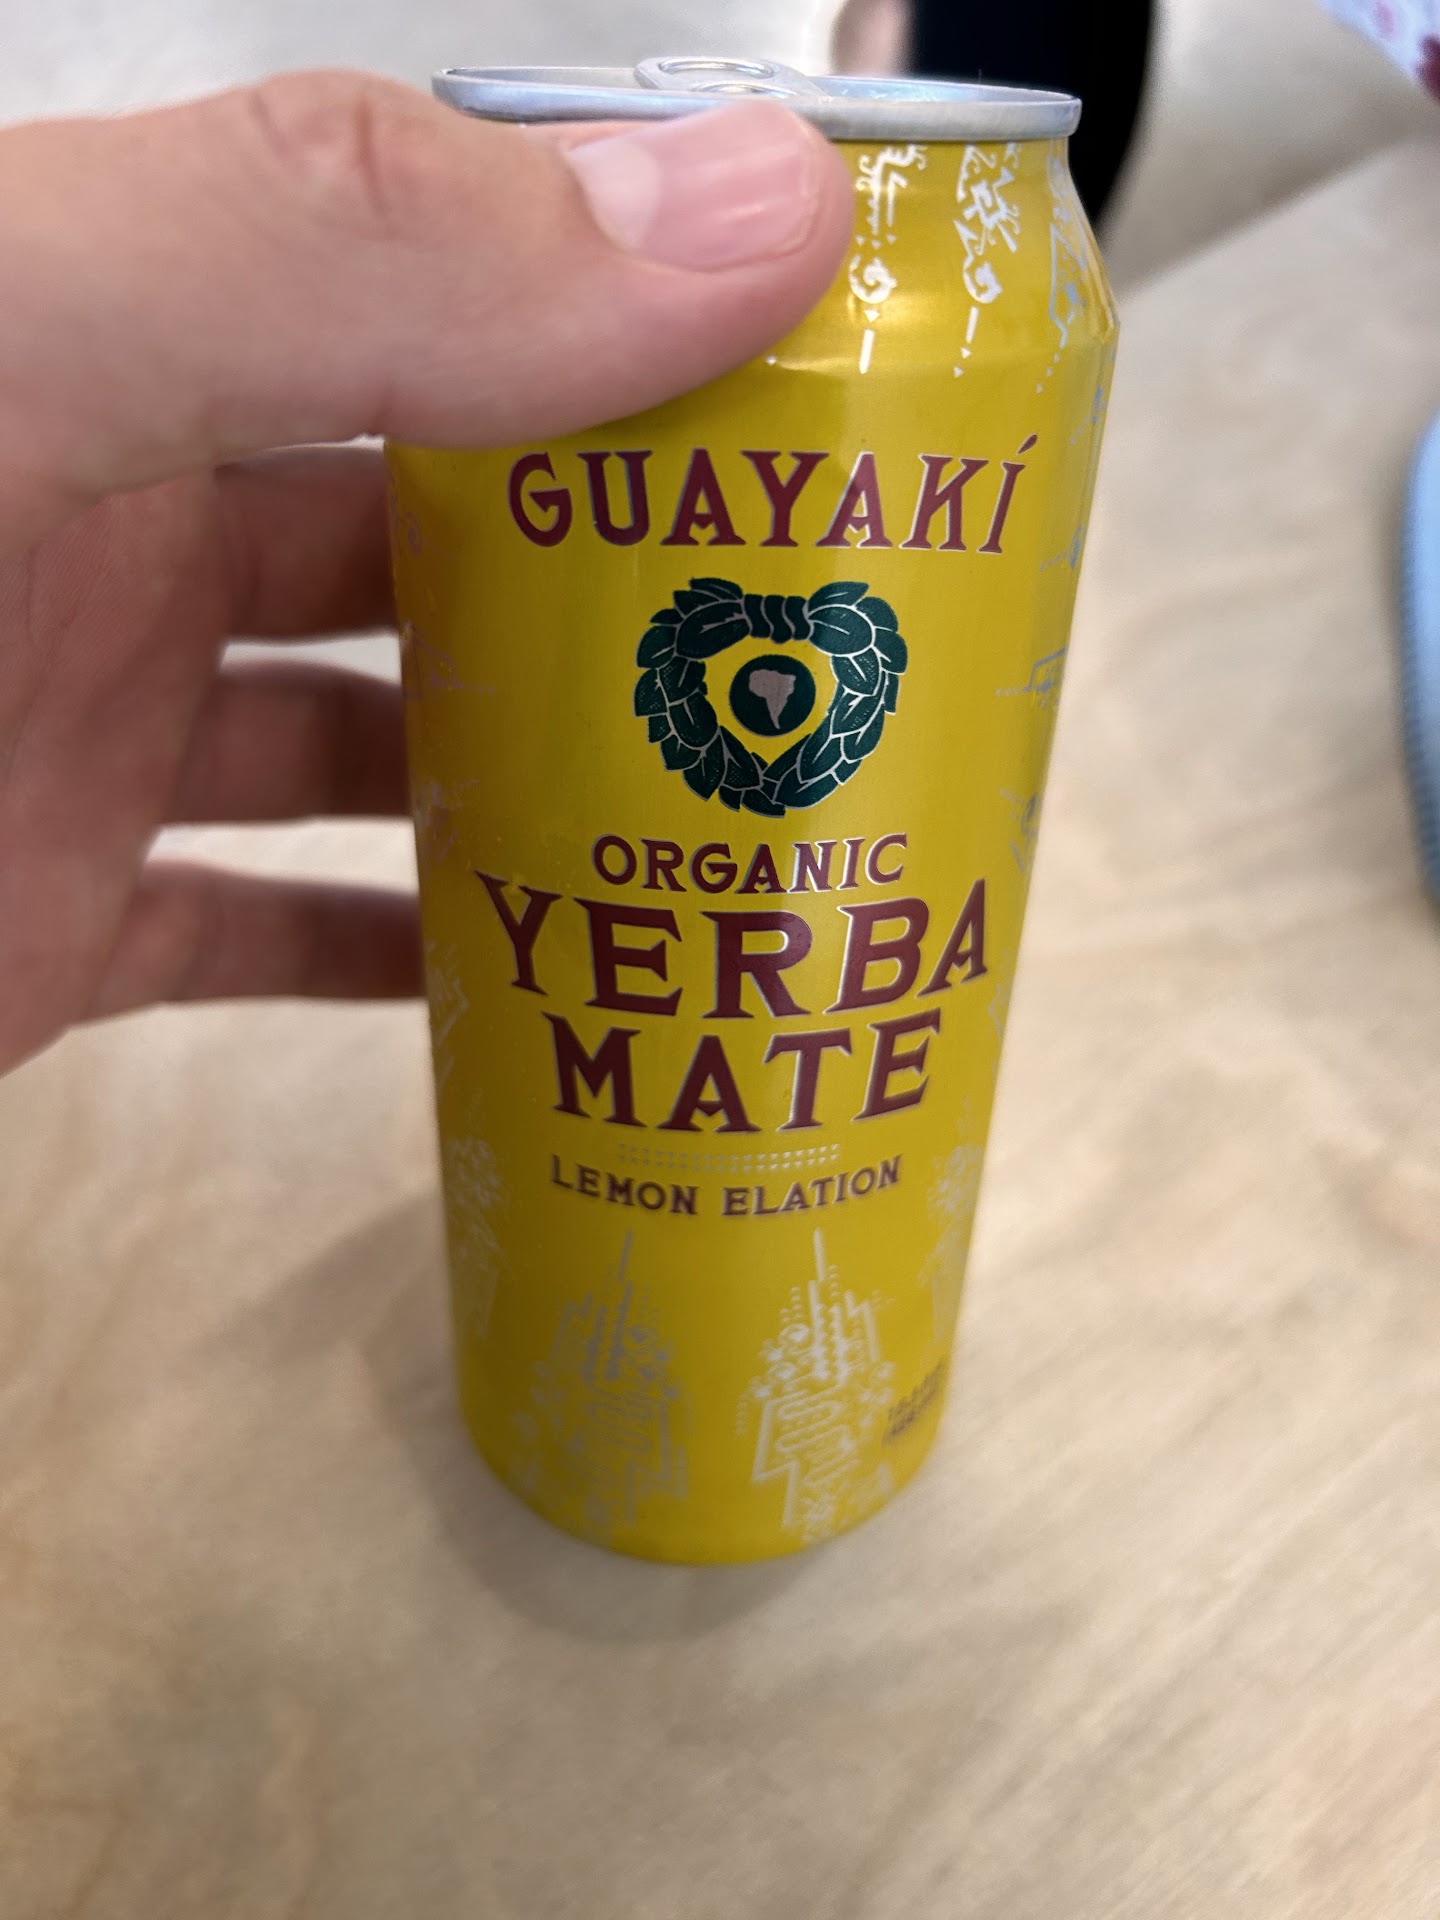 GUAYAKÍ
ORGANIC
YERBA
MATE
LEMON ELATION